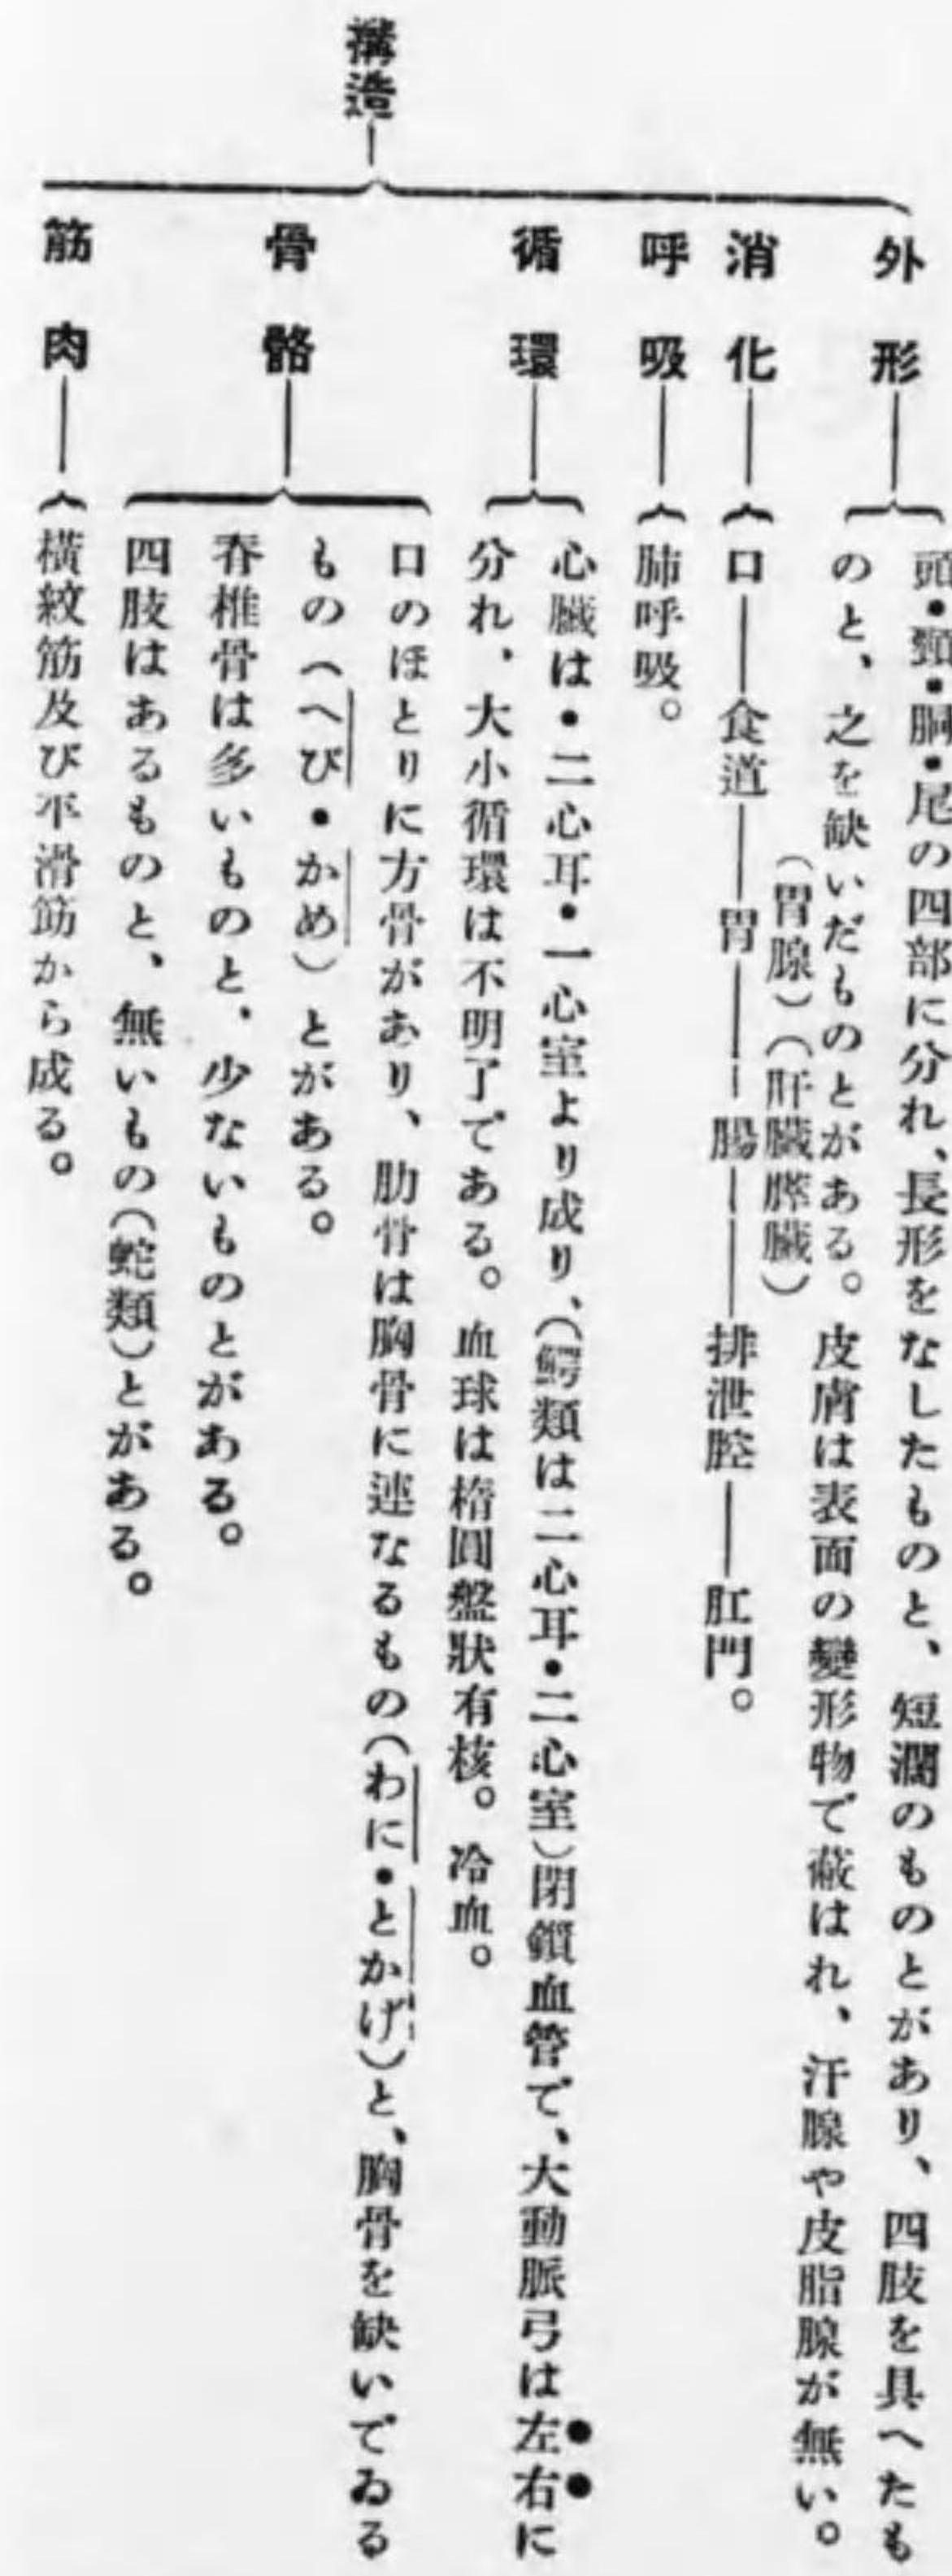 構造
外形
頭・頸・胴・尾の四部に分れ、長形をなしたものと、短濶のものとがあり、四肢を具へたも
のと、之を缺いだものとがある。皮膚は表面の變形物で蔽はれ、汗腺や皮脂腺が無い。
消化
(胃腺)(肝臟膵臟)
口――食道――胃――腸――排泄腔――肛門。
呼吸
肺呼吸。
循環
心臟は・二心耳・一心室より成り、(鰐類は二心耳・二心室)閉鎖血管で、大動脈弓は左右に
分れ、大小循環は不明了である。血球は楕圓盤狀有核。冷血。
骨骼
口のほとりに方骨があり、肋骨は胸骨に連なるもの(わに・とかげ)と、胸骨を缺いでゐる
もの(へび・かめ)とがある。
脊椎骨は多いものと、少ないものとがある。
四肢はあるものと、無いもの(蛇類)とがある。
筋肉
橫紋筋及び平滑筋から成る。